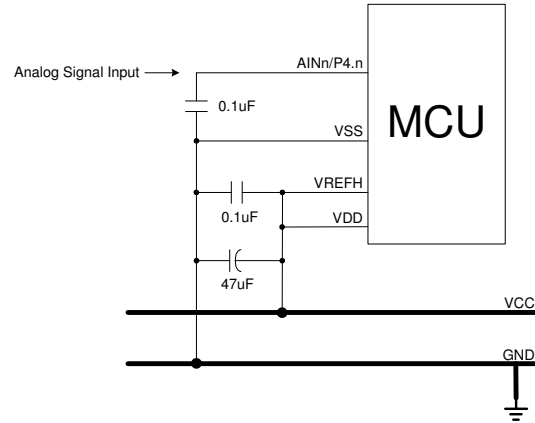 AINn/P4.n
Analog Signal Input
0.1uF
MCU
VSS
VREFH
0.1uF
VDD
47uF
VCC
GND